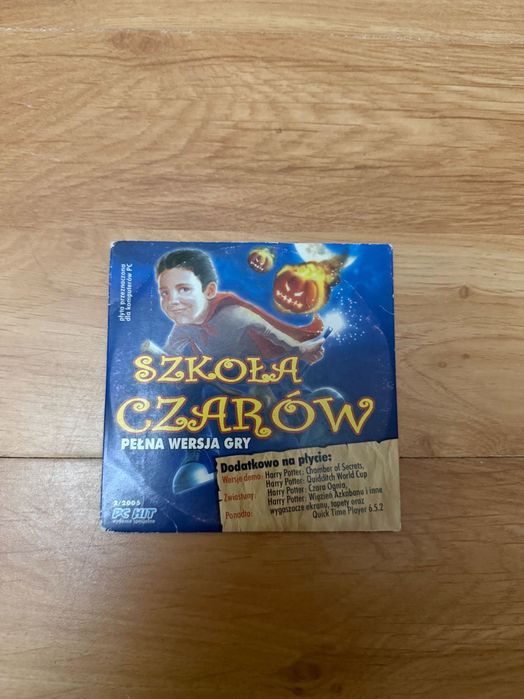 płyta przeznaczona
dla komputerów PC
SZKOŁA
CZARÓW
PEŁNA WERSJA GRY
Dodatkowo na płycie:
Wersje demo: Harry Potter: Chamber of Secrets,
Harry Potter: Quidditch World Cup
Zwiastuny: Harry Potter: Czara Ognia,
Harry Potter: Więzień Azkabanu i inne
Ponadto: wygaszacze ekranu, tapety oraz
Quick Time Player 6.5.2
2/2005
PC HIT
wydanie specjalne